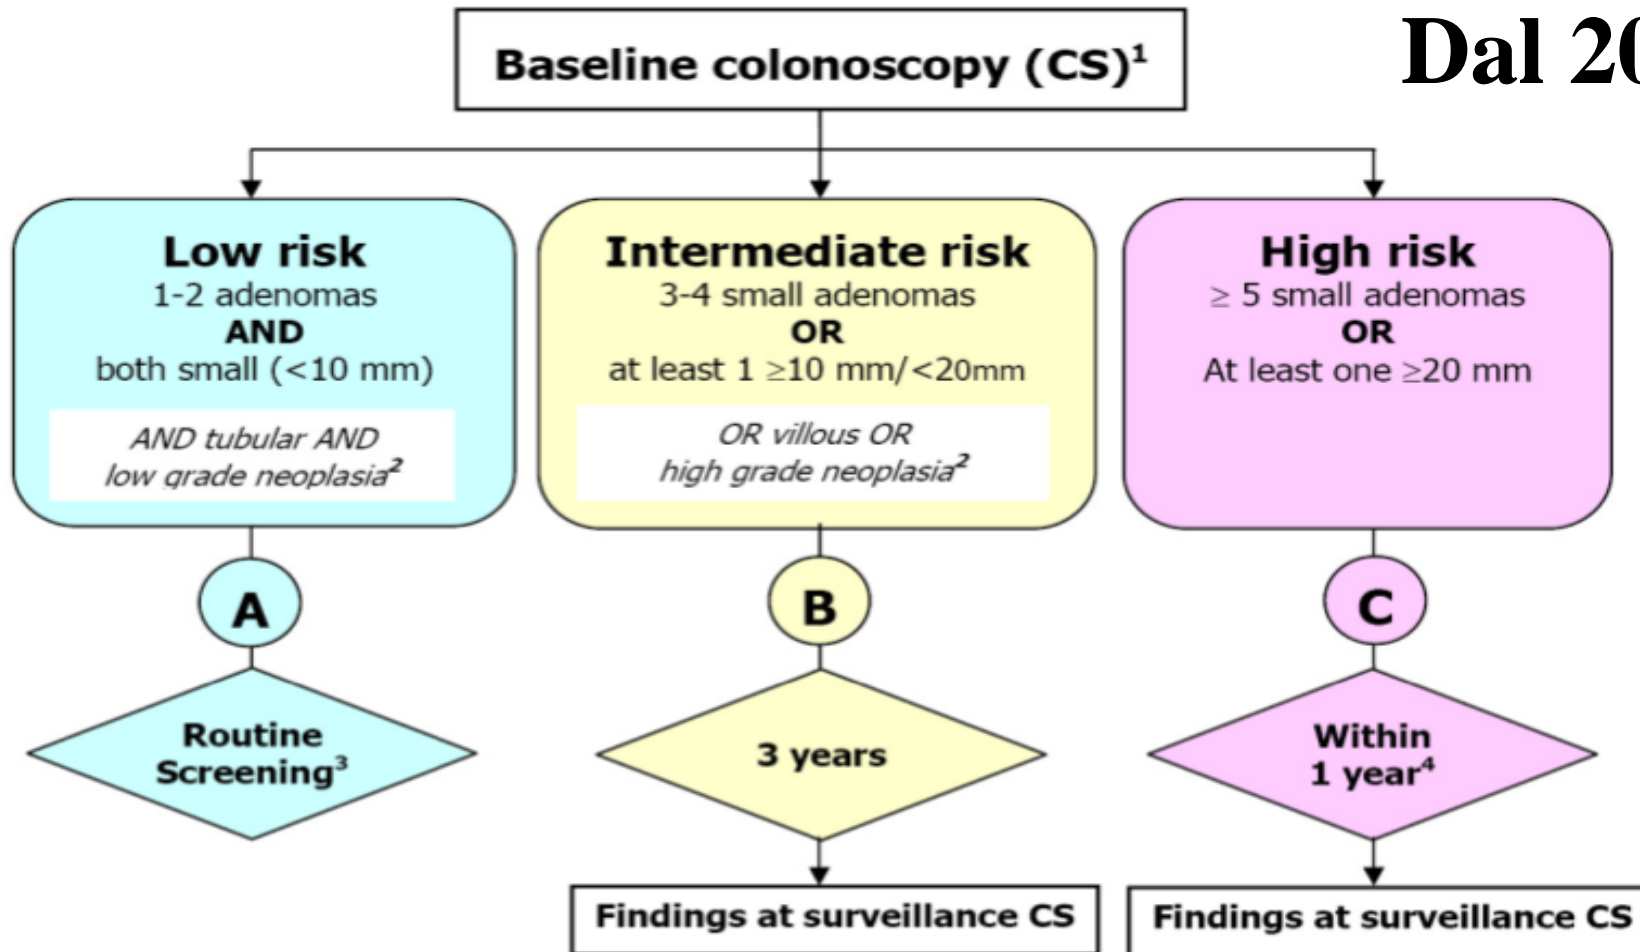 Baseline colonoscopy (CS)¹
Dal 20
Low risk
1-2 adenomas
AND
both small (<10 mm)
AND tubular AND
low grade neoplasia²
A
Routine
Screening³
Intermediate risk
3-4 small adenomas
OR
at least 1 ≥10 mm/<20mm
OR villous OR
high grade neoplasia²
B
3 years
Findings at surveillance CS
High risk
≥ 5 small adenomas
OR
At least one ≥20 mm
C
Within
1 year⁴
Findings at surveillance CS